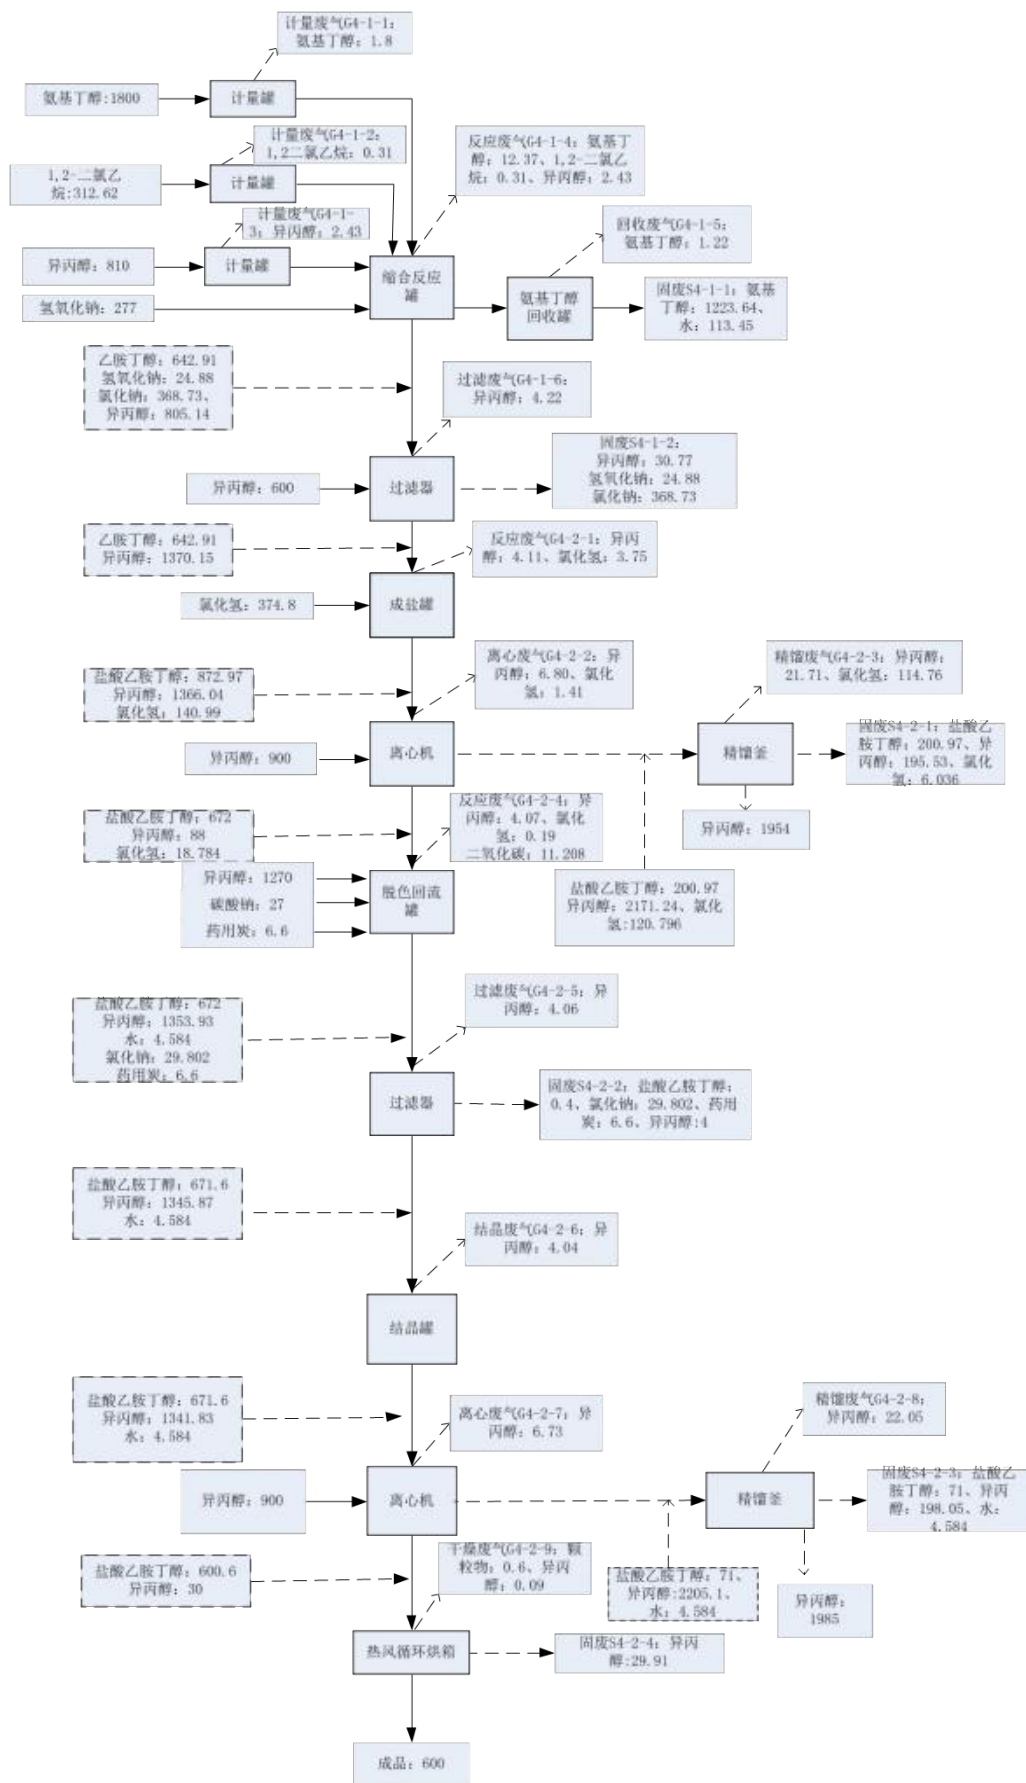 计量废气G4-1-1:
氨基丁醇: 1.8
氨基丁醇:1800
计量罐
计量废气G4-1-2:
1,2二氯乙烷: 0.31
1,2-二氯乙
烷:312.62
计量罐
反应废气G4-1-4: 氨基丁
醇: 12.37、1,2-二氯乙
烷: 0.31、异丙醇: 2.43
计量废气G4-1-
3: 异丙醇: 2.43
异丙醇: 810
计量罐
回收废气G4-1-5:
氨基丁醇: 1.22
缩合反应
罐
氨基丁醇
回收罐
固废S4-1-1: 氨基
丁醇: 1223.64、
水: 113.45
氢氧化钠: 277
乙胺丁醇: 642.91
氢氧化钠: 24.88
氯化钠: 368.73、
异丙醇: 805.14
过滤废气G4-1-6:
异丙醇: 4.22
异丙醇: 600
过滤器
固废S4-1-2:
异丙醇: 30.77
氢氧化钠: 24.88
氯化钠: 368.73
乙胺丁醇: 642.91
异丙醇: 1370.15
反应废气G4-2-1: 异丙
醇: 4.11、氯化氢: 3.75
氯化氢: 374.8
成盐罐
盐酸乙胺丁醇: 872.97
异丙醇: 1366.04
氯化氢: 140.99
离心废气G4-2-2: 异
丙醇: 6.80、氯化
氢: 1.41
精馏废气G4-2-3: 异丙醇:
21.71、氯化氢: 114.76
异丙醇: 900
离心机
精馏釜
固废S4-2-1: 盐酸乙
胺丁醇: 200.97、异
丙醇: 195.53、氯化
氢: 6.036
异丙醇: 1954
盐酸乙胺丁醇: 672
异丙醇: 88
氯化氢: 18.784
反应废气G4-2-4: 异
丙醇: 4.07、氯化
氢: 0.19
二氧化碳: 11.208
异丙醇: 1270
碳酸钠: 27
药用炭: 6.6
脱色回流
罐
盐酸乙胺丁醇: 200.97
异丙醇: 2171.24、氯化
氢:120.796
盐酸乙胺丁醇: 672
异丙醇: 1353.93
水: 4.584
氯化钠: 29.802
药用炭: 6.6
过滤废气G4-2-5: 异
丙醇: 4.06
过滤器
固废S4-2-2: 盐酸乙胺丁醇:
0.4、氯化钠: 29.802、药用
炭: 6.6、异丙醇:4
盐酸乙胺丁醇: 671.6
异丙醇: 1345.87
水: 4.584
结晶废气G4-2-6: 异
丙醇: 4.04
结晶罐
盐酸乙胺丁醇: 671.6
异丙醇: 1341.83
水: 4.584
离心废气G4-2-7: 异
丙醇: 6.73
精馏废气G4-2-8:
异丙醇: 22.05
异丙醇: 900
离心机
精馏釜
固废S4-2-3: 盐酸乙
胺丁醇: 71、异丙
醇: 198.05、水:
4.584
盐酸乙胺丁醇: 600.6
异丙醇: 30
干燥废气G4-2-9: 颗
粒物: 0.6、异丙
醇: 0.09
盐酸乙胺丁醇: 71、
异丙醇:2205.1、
水: 4.584
异丙醇:
1985
热风循环烘箱
固废S4-2-4: 异丙
醇:29.91
成品: 600